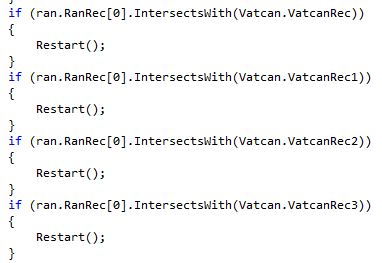 if (ran.RanRec[0].IntersectsWith(Vatcan.VatcanRec))
{
    Restart();
}
if (ran.RanRec[0].IntersectsWith(Vatcan.VatcanRec1))
{
    Restart();
}
if (ran.RanRec[0].IntersectsWith(Vatcan.VatcanRec2))
{
    Restart();
}
if (ran.RanRec[0].IntersectsWith(Vatcan.VatcanRec3))
{
    Restart();
}